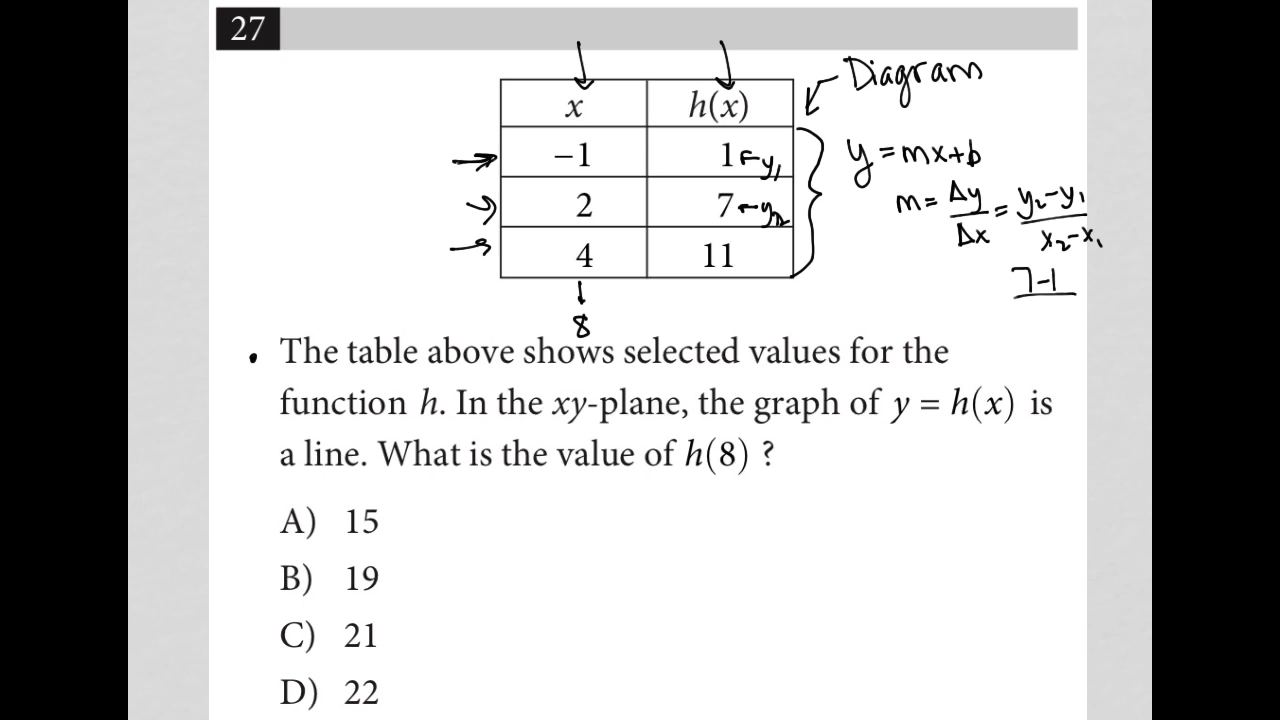 27
Diagrams
x h(x)
−1 1 ← y₁
2 7 ← y₂
4 11
8
y = mx+b
m = Δy/Δx = y₂-y₁/x₂-x₁
7-1
The table above shows selected values for the
function h. In the xy-plane, the graph of y = h(x) is
a line. What is the value of h(8) ?
A) 15
B) 19
C) 21
D) 22